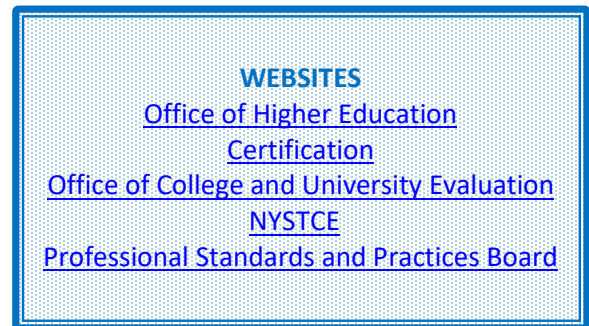 WEBSITES
Office of Higher Education
Certification
Office of College and University Evaluation
NYSTCE
Professional Standards and Practices Board